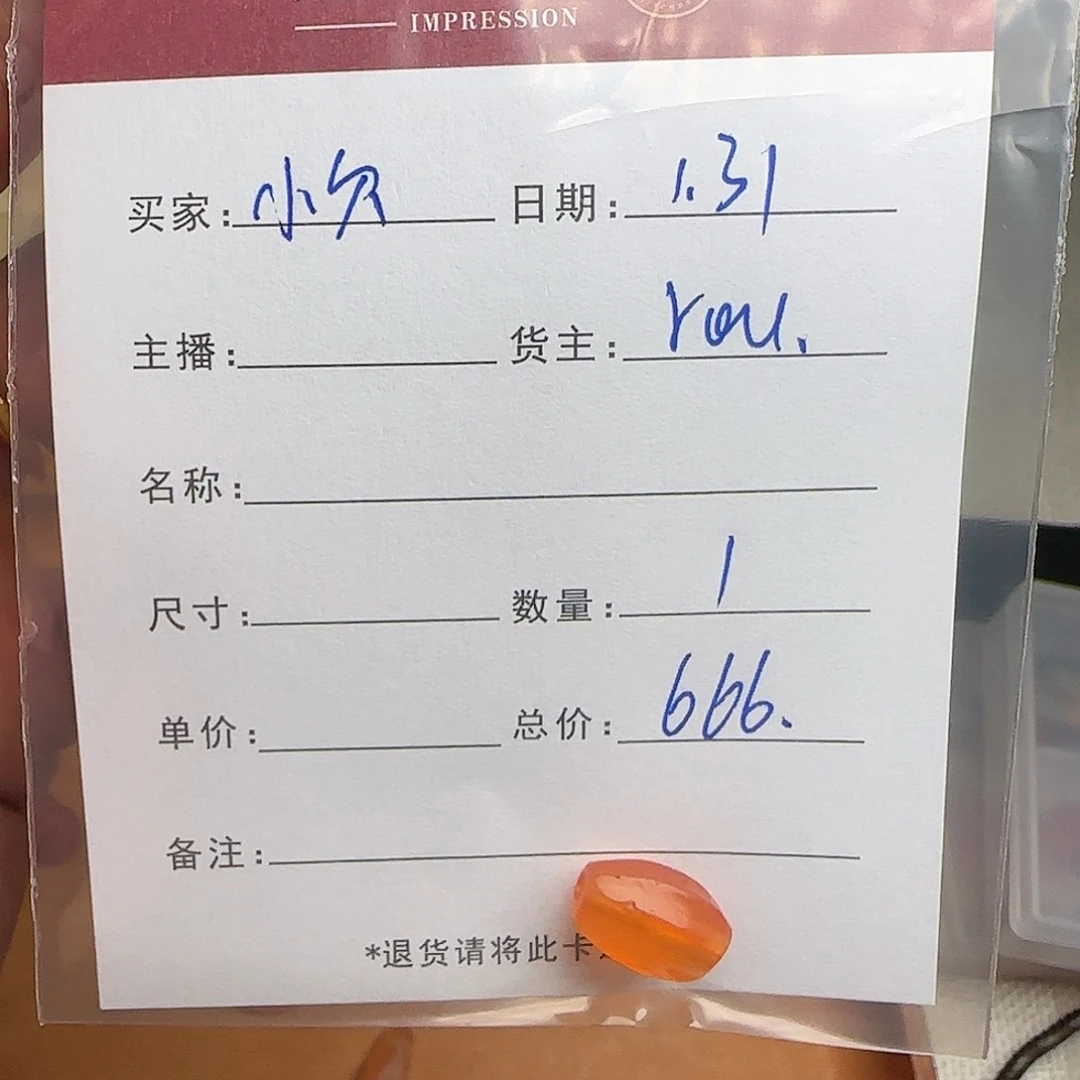 IMPRESSION
买家: 小欠 日期: 1.31
主播: 货主: You.
名称:
尺寸: 数量: 1
单价: 总价: 666.
备注:
*退货请将此卡